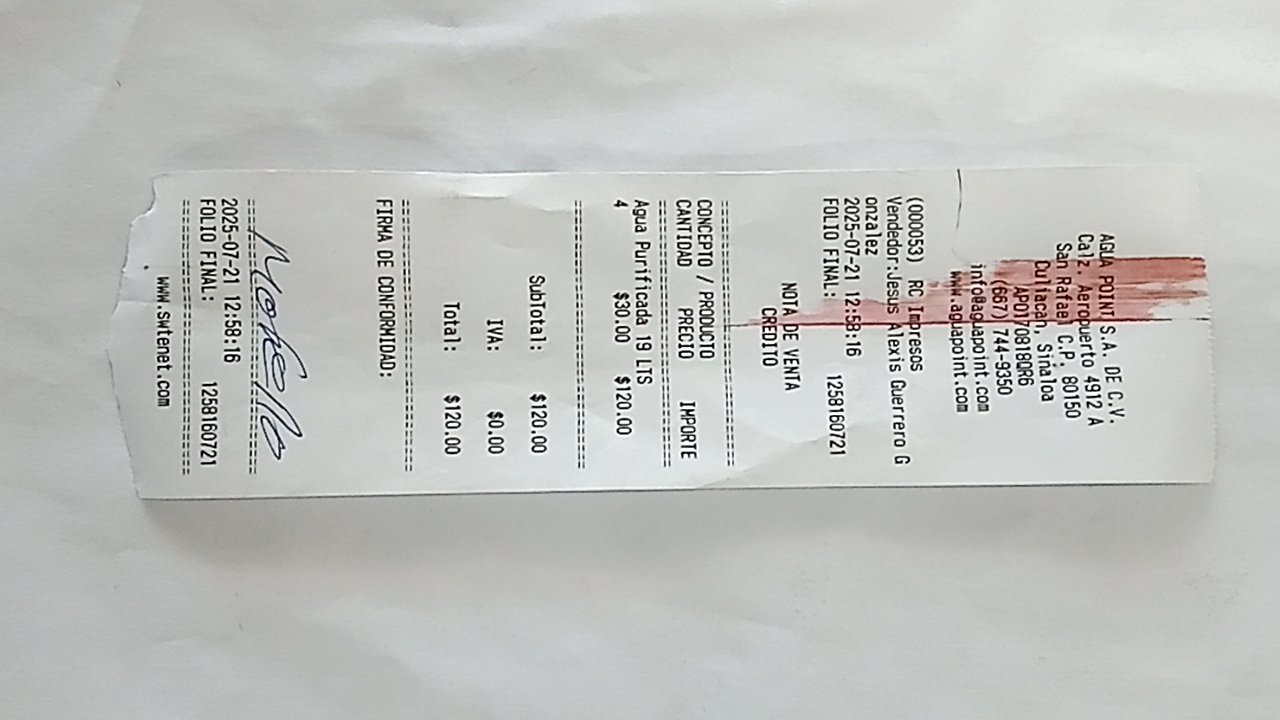 AGUA POINT S.A. DE C.V.
Calz. Aeropuerto 4912 A
San Rafael C.P. 80150
Culiacan, Sinaloa
APO170818QR6
(667) 744-9350
info@aguapoint.com
www.aguapoint.com
(000053) RC Impresos
Vendedor:Jesus Alexis Guerrero G
onzalez
2025-07-21 12:58:16
FOLIO FINAL: 1258160721
NOTA DE VENTA
CREDITO
================================
CONCEPTO / PRODUCTO
CANTIDAD PRECIO IMPORTE
================================
Agua Purificada 19 LTS
4 $30.00 $120.00
================================
SubTotal: $120.00
IVA: $0.00
Total: $120.00
================================
FIRMA DE CONFORMIDAD:
================================
2025-07-21 12:58:16
FOLIO FINAL: 1258160721
================================
www.swtenet.com